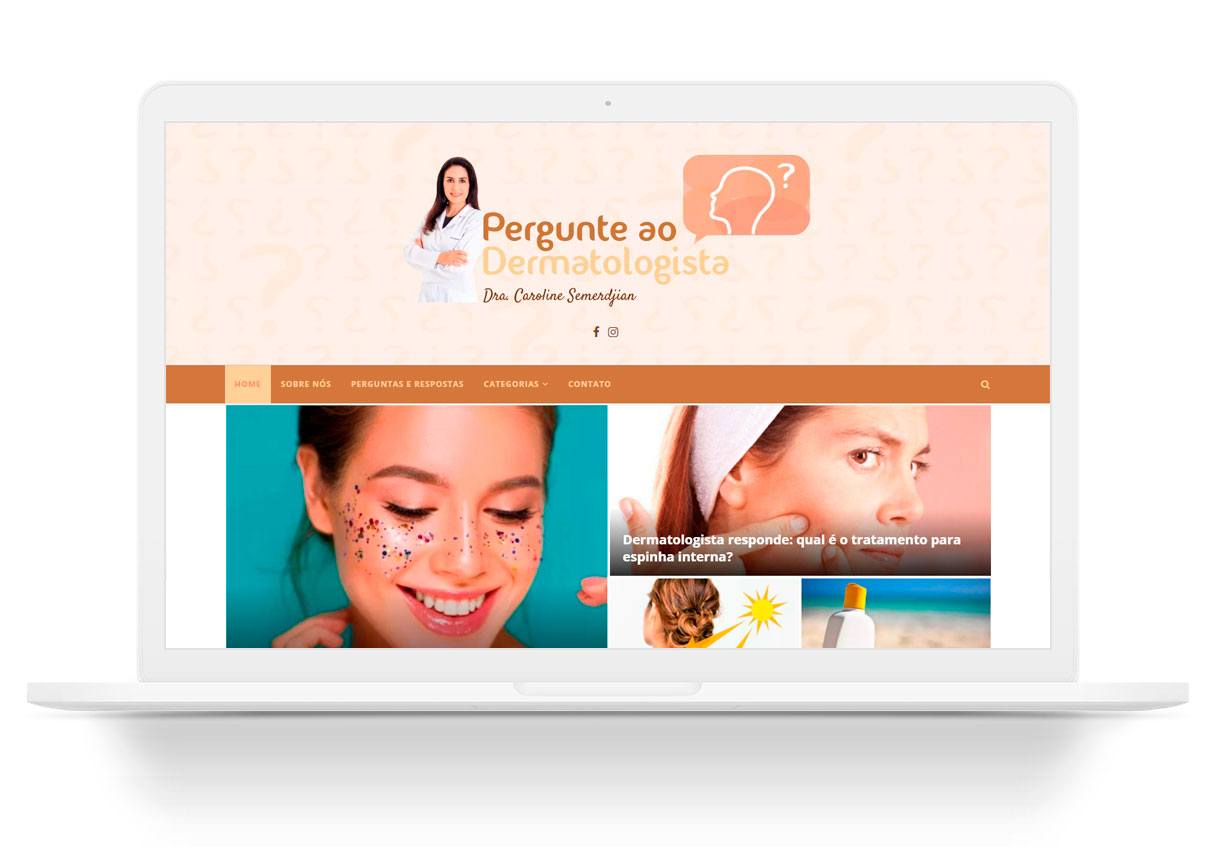 Pergunte ao
Dermatologista
Dra. Caroline Semerdjian
HOME SOBRE NÓS PERGUNTAS E RESPOSTAS CATEGORIAS CONTATO
Dermatologista responde: qual é o tratamento para
espinha interna?